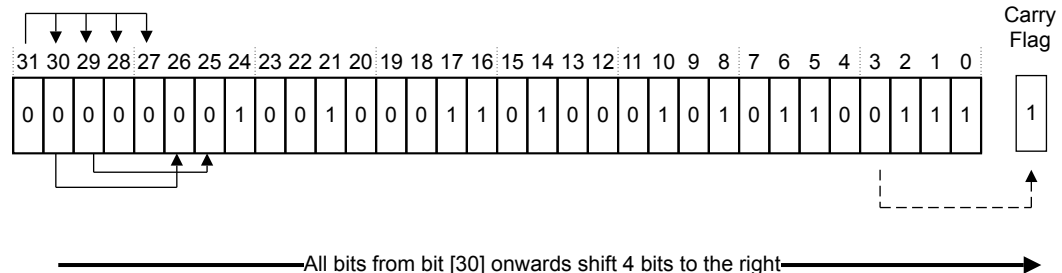 Carry
Flag
31 30 29 28 27 26 25 24 23 22 21 20 19 18 17 16 15 14 13 12 11 10 9 8 7 6 5 4 3 2 1 0
0 0 0 0 0 0 0 1 0 0 1 0 0 0 1 1 0 1 0 0 0 1 0 1 0 1 1 0 0 1 1 1 1
All bits from bit [30] onwards shift 4 bits to the right